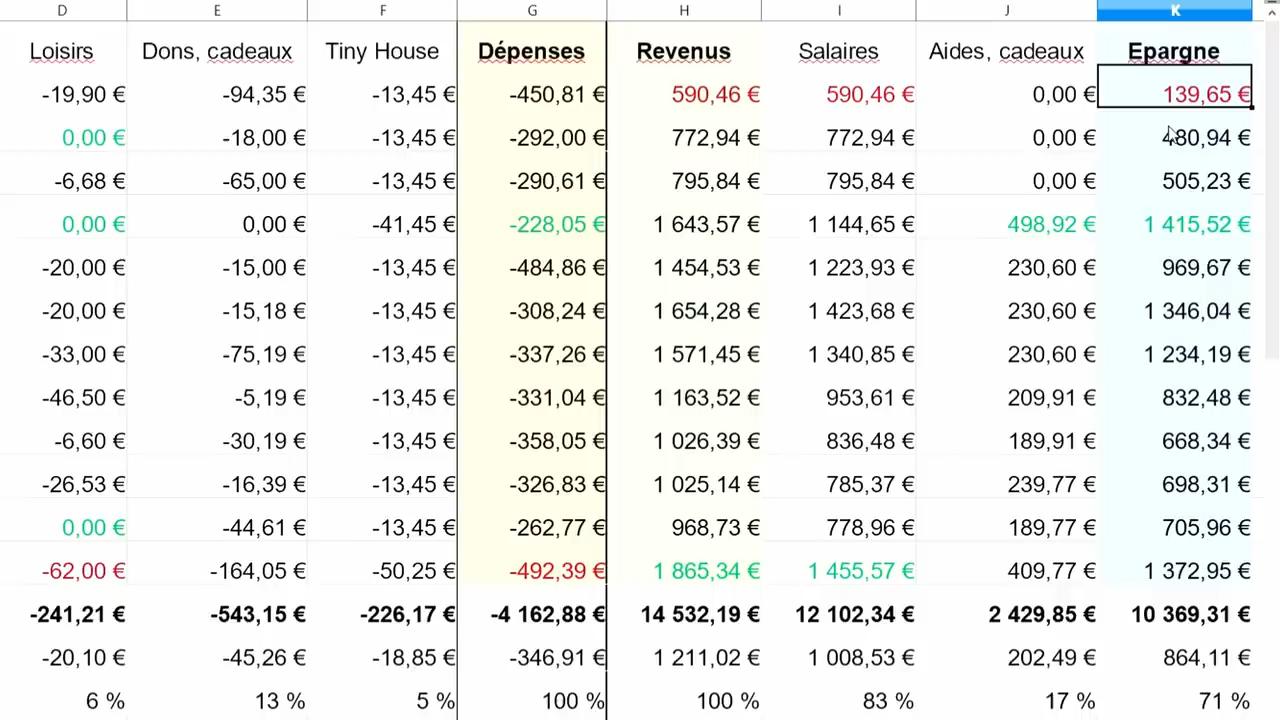 D E F G H I J K
Loisirs Dons, cadeaux Tiny House Dépenses Revenus Salaires Aides, cadeaux Epargne
-19,90 € -94,35 € -13,45 € -450,81 € 590,46 € 590,46 € 0,00 € 139,65 €
0,00 € -18,00 € -13,45 € -292,00 € 772,94 € 772,94 € 0,00 € 480,94 €
-6,68 € -65,00 € -13,45 € -290,61 € 795,84 € 795,84 € 0,00 € 505,23 €
0,00 € 0,00 € -41,45 € -228,05 € 1 643,57 € 1 144,65 € 498,92 € 1 415,52 €
-20,00 € -15,00 € -13,45 € -484,86 € 1 454,53 € 1 223,93 € 230,60 € 969,67 €
-20,00 € -15,18 € -13,45 € -308,24 € 1 654,28 € 1 423,68 € 230,60 € 1 346,04 €
-33,00 € -75,19 € -13,45 € -337,26 € 1 571,45 € 1 340,85 € 230,60 € 1 234,19 €
-46,50 € -5,19 € -13,45 € -331,04 € 1 163,52 € 953,61 € 209,91 € 832,48 €
-6,60 € -30,19 € -13,45 € -358,05 € 1 026,39 € 836,48 € 189,91 € 668,34 €
-26,53 € -16,39 € -13,45 € -326,83 € 1 025,14 € 785,37 € 239,77 € 698,31 €
0,00 € -44,61 € -13,45 € -262,77 € 968,73 € 778,96 € 189,77 € 705,96 €
-62,00 € -164,05 € -50,25 € -492,39 € 1 865,34 € 1 455,57 € 409,77 € 1 372,95 €
-241,21 € -543,15 € -226,17 € -4 162,88 € 14 532,19 € 12 102,34 € 2 429,85 € 10 369,31 €
-20,10 € -45,26 € -18,85 € -346,91 € 1 211,02 € 1 008,53 € 202,49 € 864,11 €
6 % 13 % 5 % 100 % 100 % 83 % 17 % 71 %